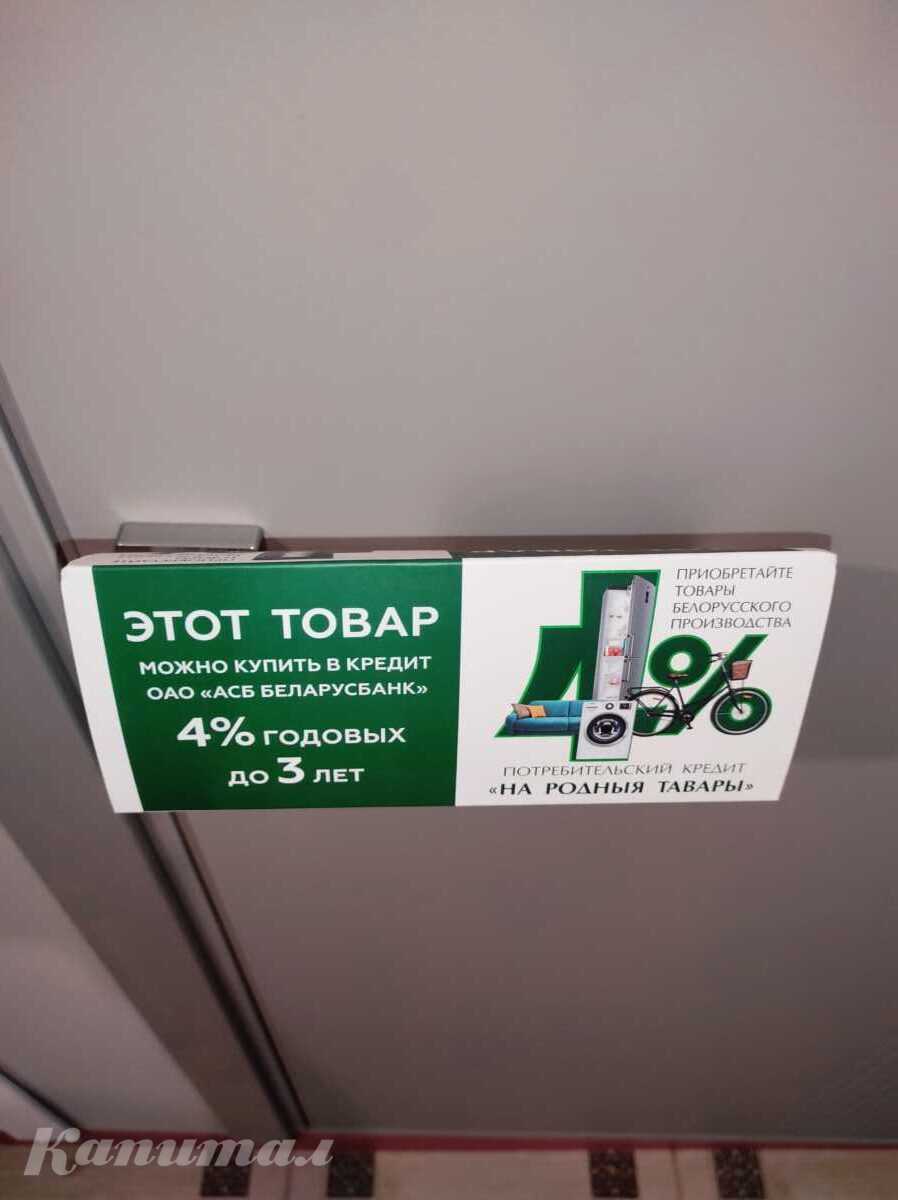 ЭТОТ ТОВАР
МОЖНО КУПИТЬ В КРЕДИТ
ОАО «АСБ БЕЛАРУСБАНК»
4% ГОДОВЫХ
ДО 3 ЛЕТ
ПРИОБРЕТАЙТЕ
ТОВАРЫ
БЕЛОРУССКОГО
ПРОИЗВОДСТВА
4%
ПОТРЕБИТЕЛЬСКИЙ КРЕДИТ
«НА РОДНЫЯ ТАВАРЫ»
Капитал